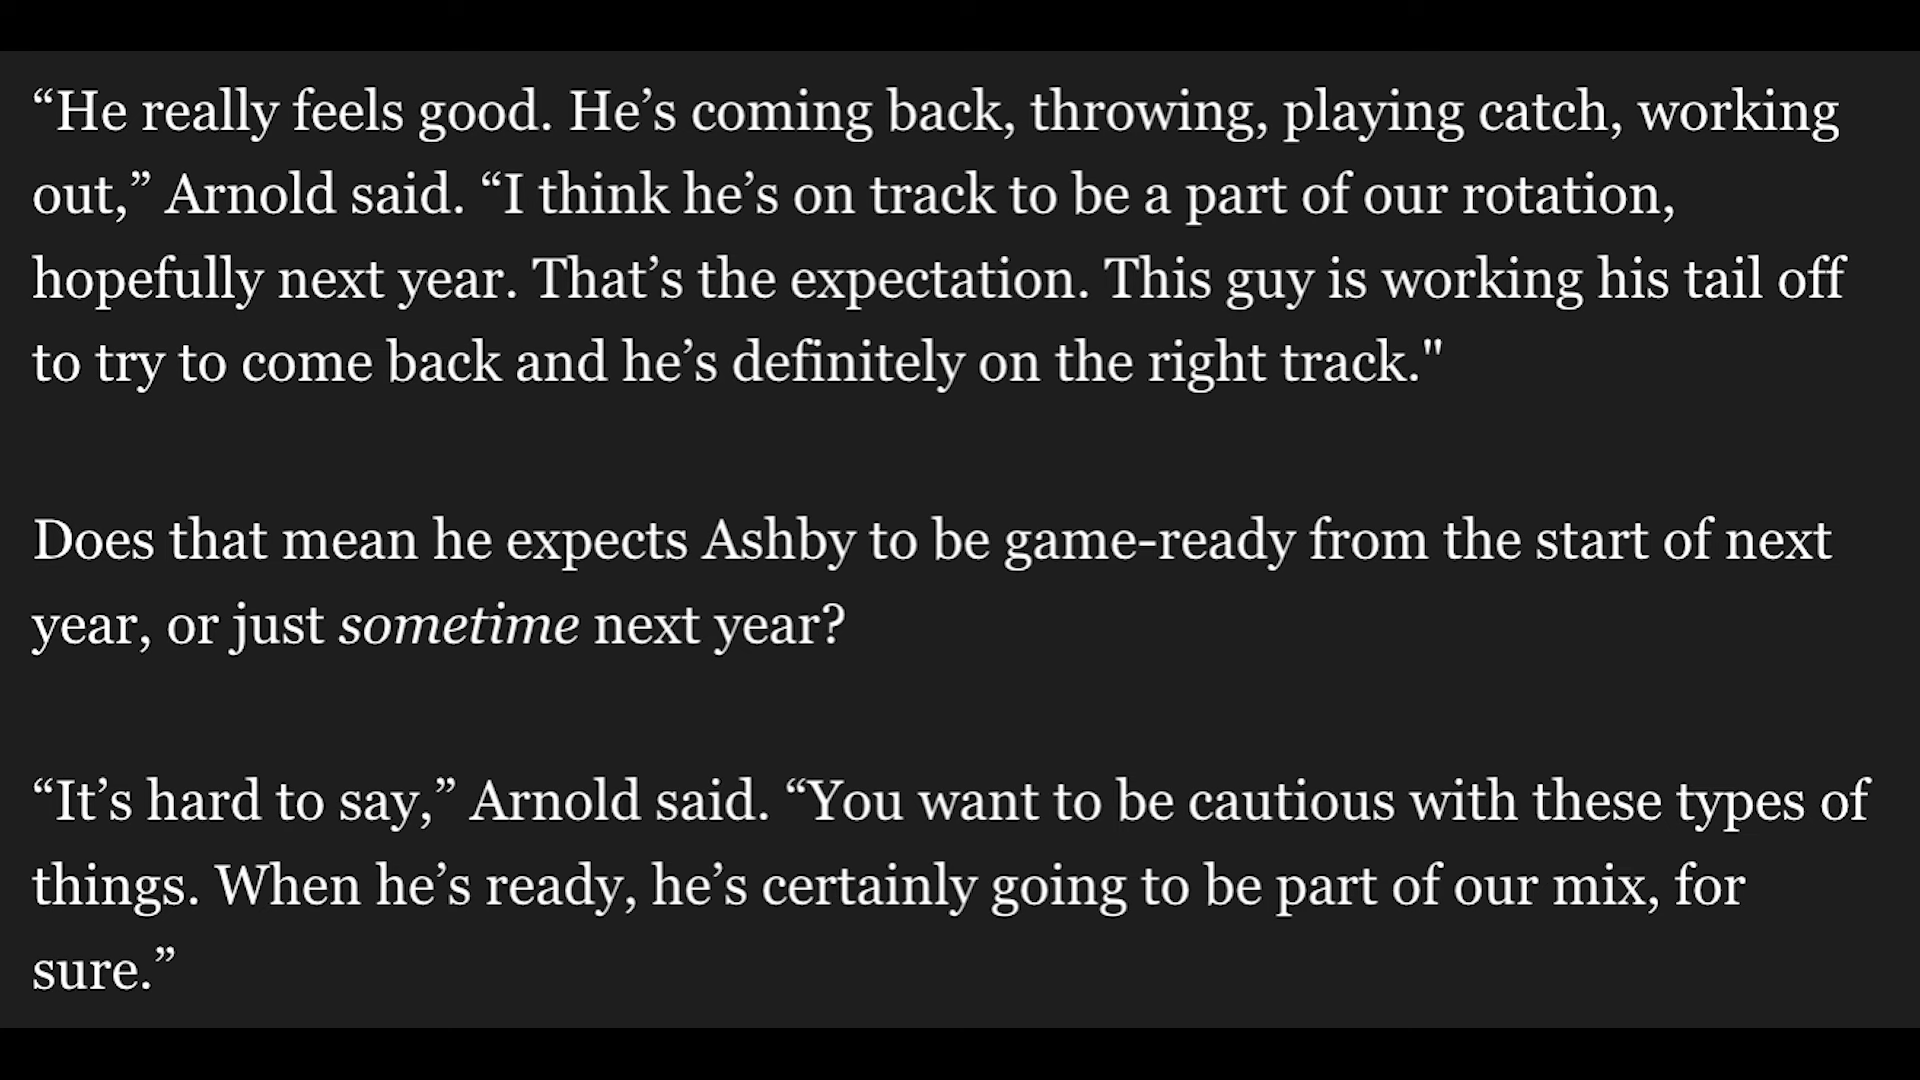 “He really feels good. He’s coming back, throwing, playing catch, working
out,” Arnold said. “I think he’s on track to be a part of our rotation,
hopefully next year. That’s the expectation. This guy is working his tail off
to try to come back and he’s definitely on the right track."
Does that mean he expects Ashby to be game-ready from the start of next
year, or just sometime next year?
“It’s hard to say,” Arnold said. “You want to be cautious with these types of
things. When he’s ready, he’s certainly going to be part of our mix, for
sure.”